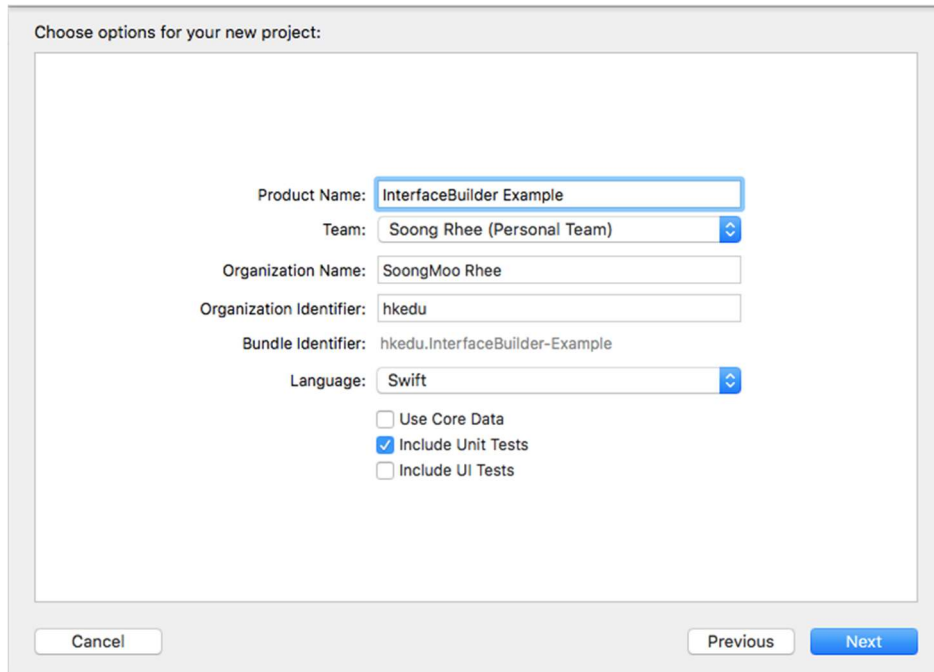 Choose options for your new project:
Product Name: InterfaceBuilder Example
Team: Soong Rhee (Personal Team)
Organization Name: SoongMoo Rhee
Organization Identifier: hkedu
Bundle Identifier: hkedu.InterfaceBuilder-Example
Language: Swift
Use Core Data
Include Unit Tests
Include UI Tests
Cancel Previous Next